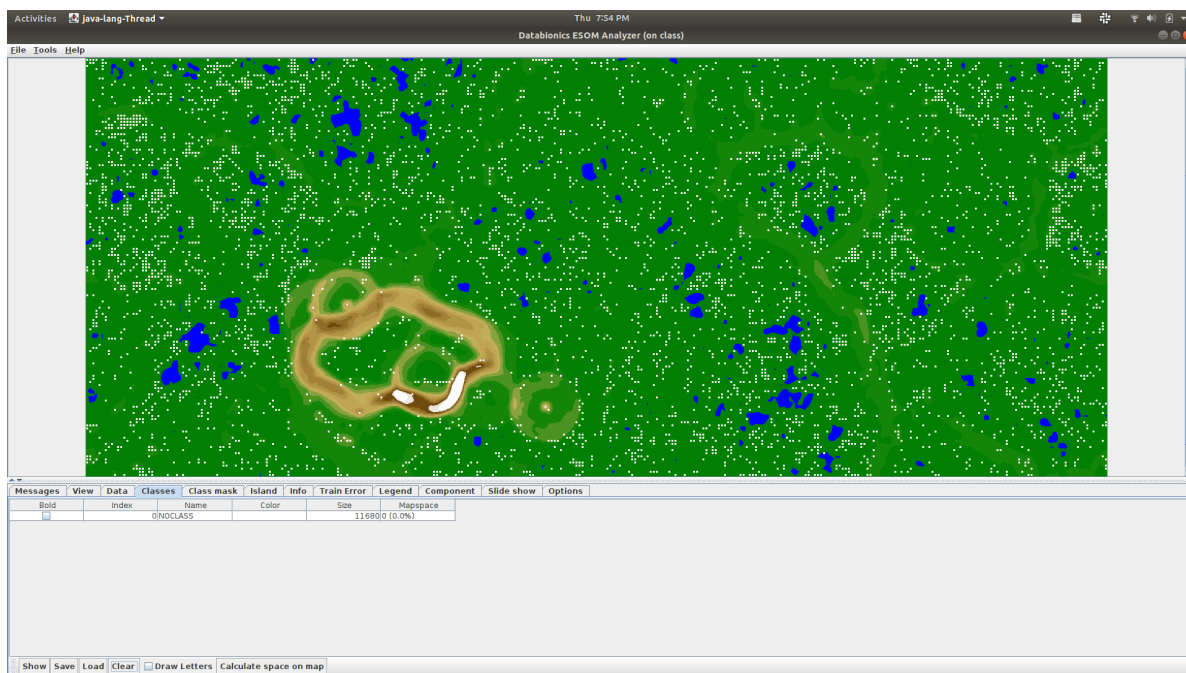 Activities java-lang-Thread ▾ Thu 7:54 PM
Databionics ESOM Analyzer (on class)
File Tools Help
Messages View Data Classes Class mask Island Info Train Error Legend Component Slide show Options
Bold Index Name Color Size Mapspace
0 NOCLASS 11680 0 (0.0%)
Show Save Load Clear Draw Letters Calculate space on map